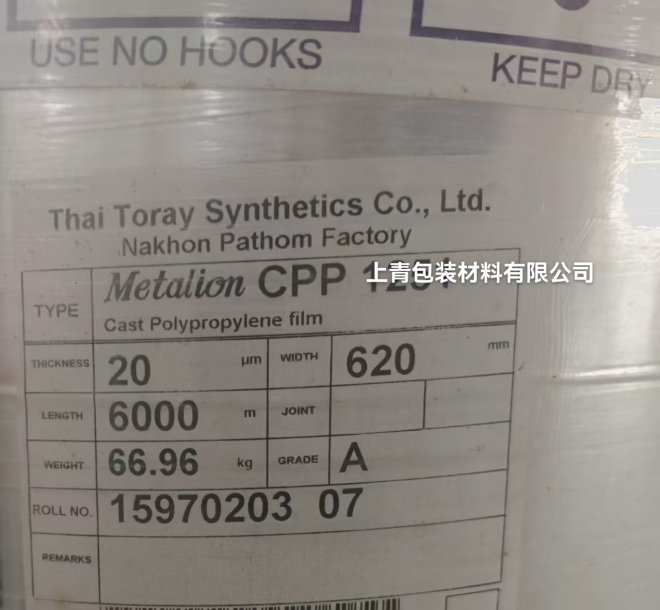 USE NO HOOKS
KEEP DRY
Thai Toray Synthetics Co., Ltd.
Nakhon Pathom Factory
TYPE Metalion CPP
上青包装材料有限公司
Cast Polypropylene film
THICKNESS 20 μm WIDTH 620 mm
LENGTH 6000 m JOINT
WEIGHT 66.96 kg GRADE A
ROLL NO. 15970203 07
REMARKS